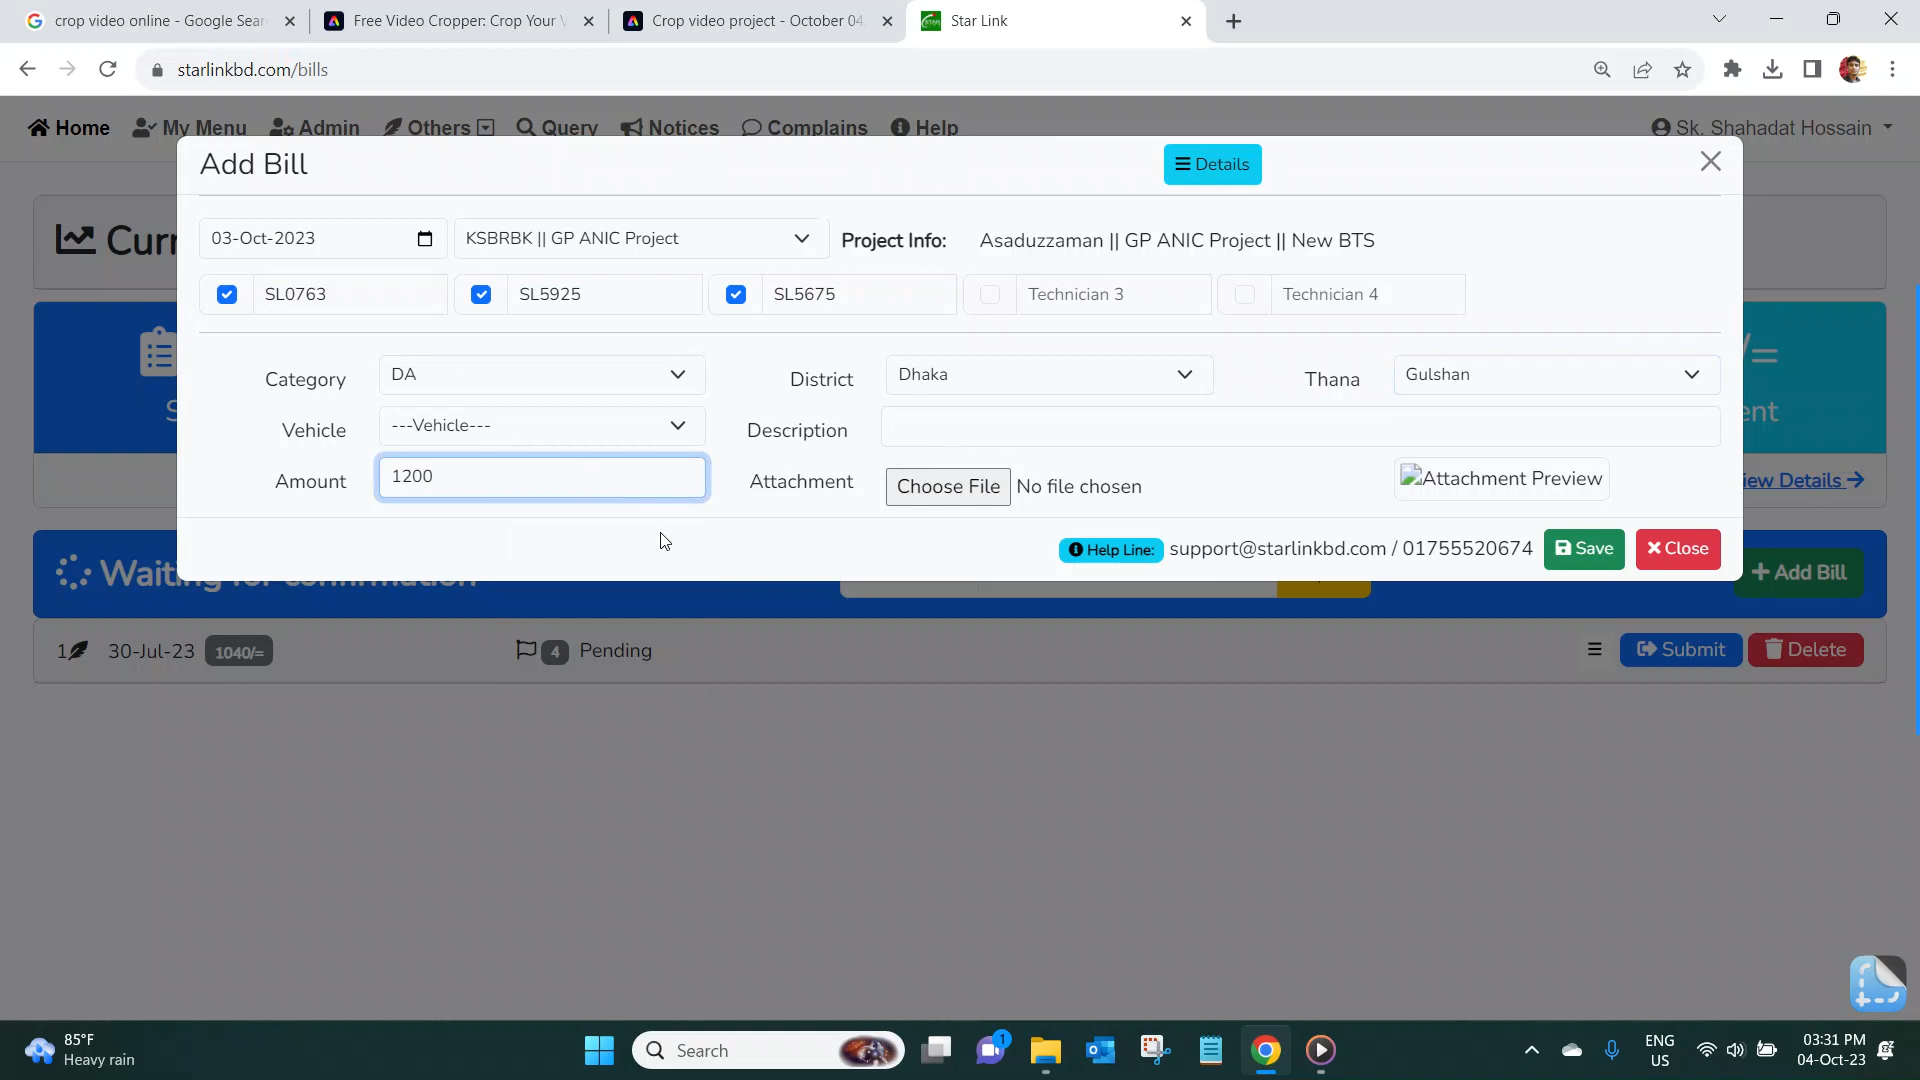 crop video online - Google Sear
Free Video Cropper: Crop Your V
Crop video project - October 04
Star Link
starlinkbd.com/bills
Home My Menu Admin Others Query Notices Complains Help Sk. Shahadat Hossain
Add Bill Details
Curr
03-Oct-2023 KSBRBK || GP ANIC Project Project Info: Asaduzzaman || GP ANIC Project || New BTS
SL0763 SL5925 SL5675 Technician 3 Technician 4
Category DA District Dhaka Thana Gulshan
Vehicle ---Vehicle--- Description
Amount 1200 Attachment Choose File No file chosen Attachment Preview
iew Details
Help Line: support@starlinkbd.com / 01755520674 Save Close
Waiting for confirmation Add Bill
1 30-Jul-23 1040/= 4 Pending Submit Delete
85°F
Heavy rain
Search
1
ENG
US
03:31 PM
04-Oct-23